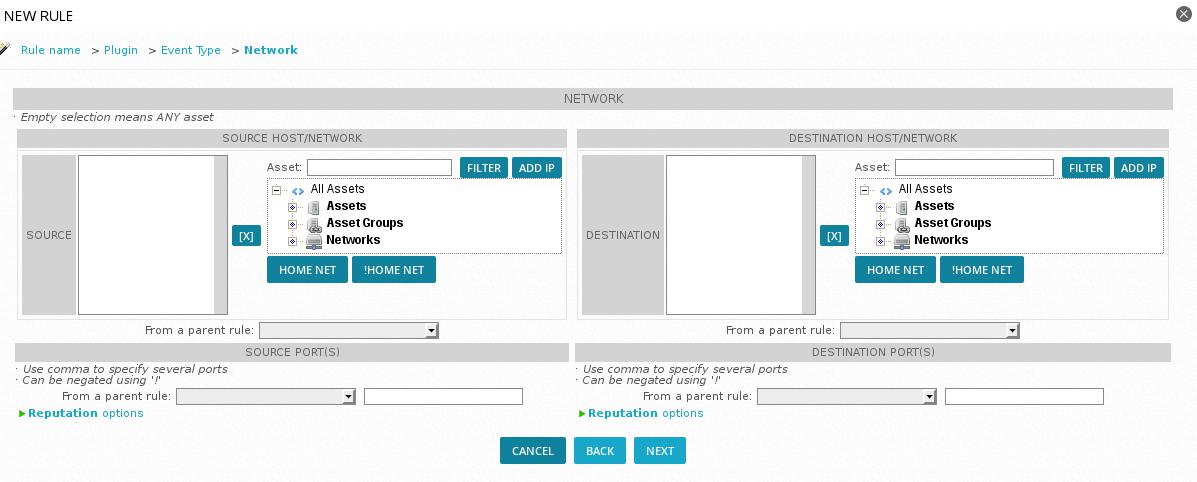 NEW RULE
Rule name > Plugin > Event Type > Network
NETWORK
· Empty selection means ANY asset
SOURCE HOST/NETWORK
SOURCE
[X]
Asset: FILTER ADD IP
All Assets
Assets
Asset Groups
Networks
HOME NET !HOME NET
From a parent rule:
DESTINATION HOST/NETWORK
DESTINATION
[X]
Asset: FILTER ADD IP
All Assets
Assets
Asset Groups
Networks
HOME NET !HOME NET
From a parent rule:
SOURCE PORT(S)
· Use comma to specify several ports
· Can be negated using '!'
From a parent rule:
Reputation options
DESTINATION PORT(S)
· Use comma to specify several ports
· Can be negated using '!'
From a parent rule:
Reputation options
CANCEL BACK NEXT